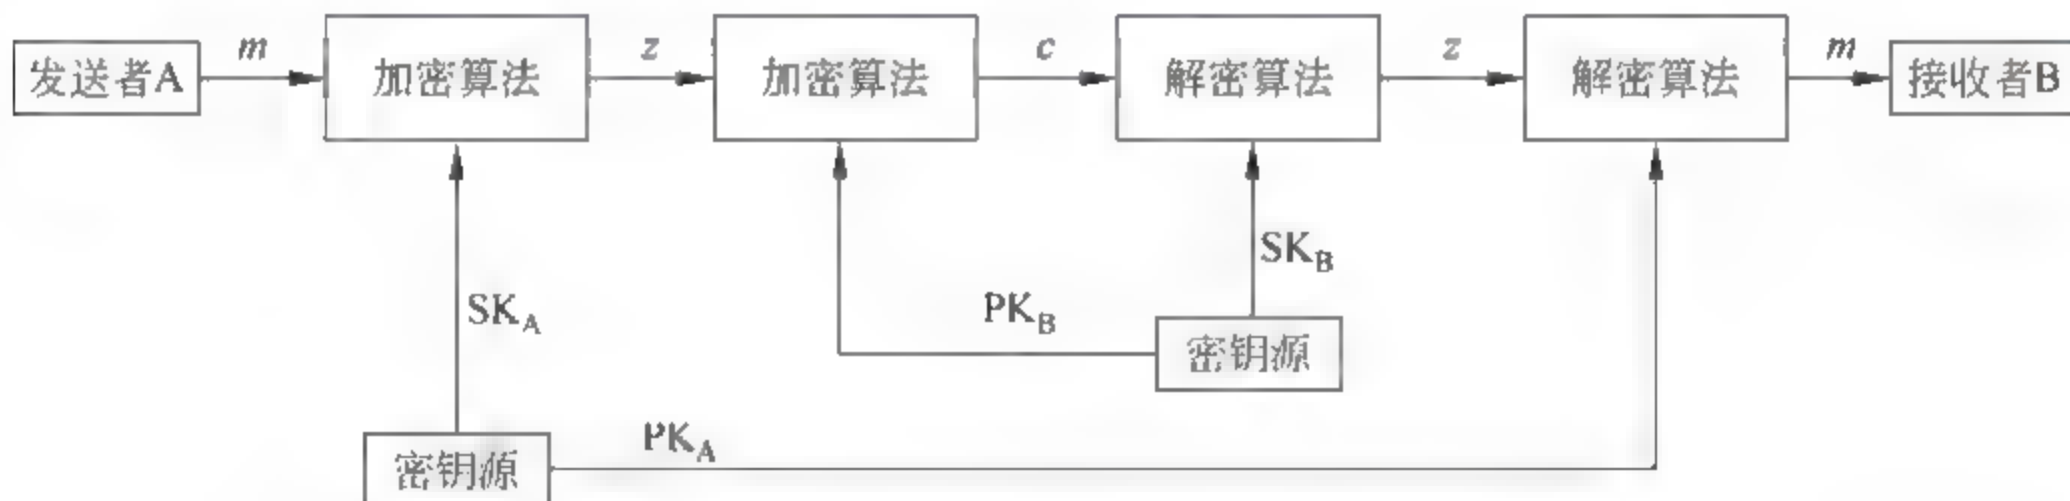 m z c z m
发送者A 加密算法 加密算法 解密算法 解密算法 接收者B
SK_B
SK_A PK_B
密钥源
PK_A
密钥源